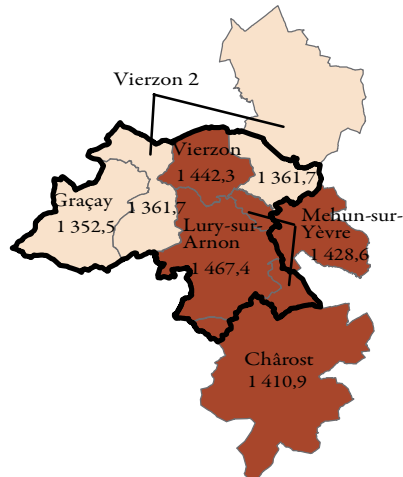 Vierzon 2
Vierzon
1 442,3
1 361,7
Graçay
1 352,5
1 361,7
Lury-sur-
Arnon
1 467,4
Mehun-sur-
Yèvre
1 428,6
Chârost
1 410,9